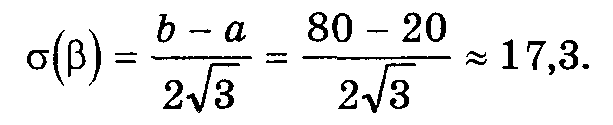 σ(β) = (b − a)/(2√3) = (80 − 20)/(2√3) ≈ 17,3.